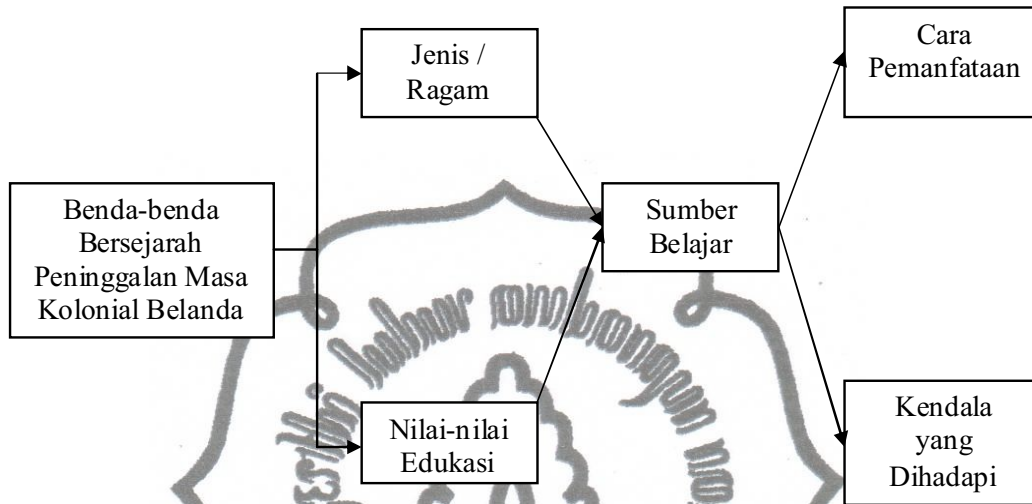 Jenis /
Ragam
Cara
Pemanfataan
Benda-benda
Bersejarah
Peninggalan Masa
Kolonial Belanda
Sumber
Belajar
Nilai-nilai
Edukasi
Kendala
yang
Dihadapi